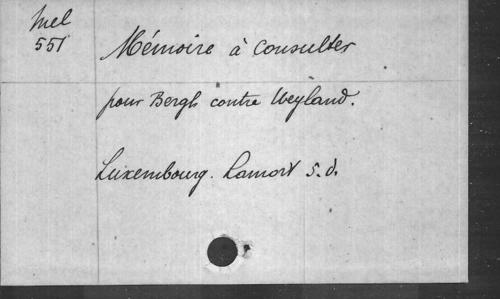 Mel
551
Mémoire à consulter
pour Bergh contre Weyland.
Luxembourg. Lamort s.d.